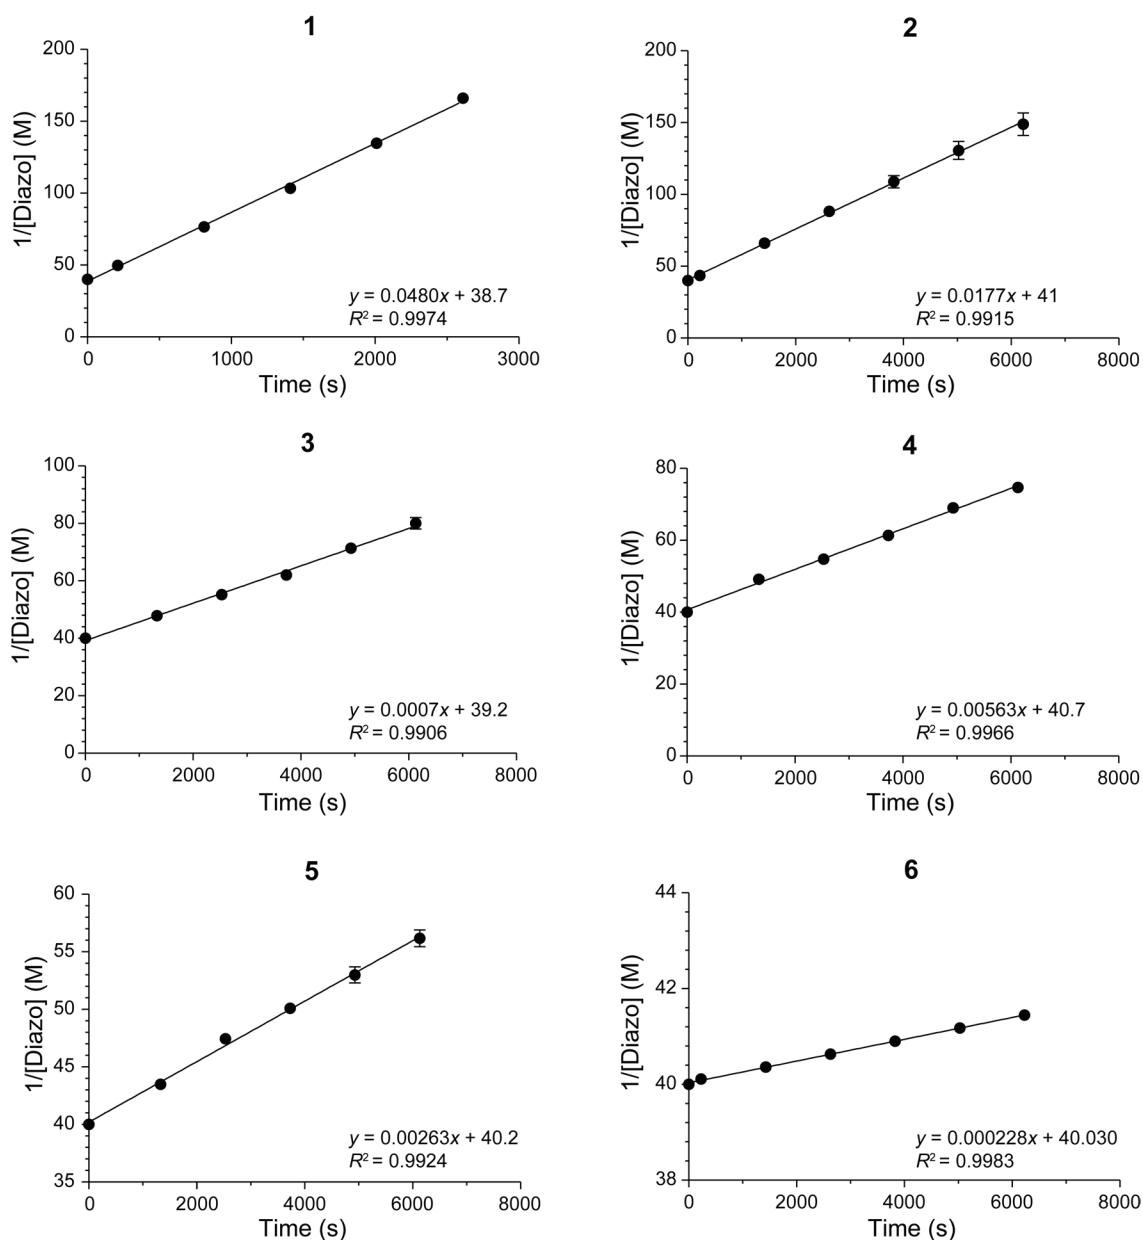 1
200
150
100
50
0
1/[Diazo] (M)
y = 0.0480x + 38.7
R² = 0.9974
0 1000 2000 3000
Time (s)
2
200
150
100
50
0
1/[Diazo] (M)
y = 0.0177x + 41
R² = 0.9915
0 2000 4000 6000 8000
Time (s)
3
100
80
60
40
20
0
1/[Diazo] (M)
y = 0.0007x + 39.2
R² = 0.9906
0 2000 4000 6000 8000
Time (s)
4
80
60
40
20
0
1/[Diazo] (M)
y = 0.00563x + 40.7
R² = 0.9966
0 2000 4000 6000 8000
Time (s)
5
60
55
50
45
40
35
1/[Diazo] (M)
y = 0.00263x + 40.2
R² = 0.9924
0 2000 4000 6000 8000
Time (s)
6
44
42
40
38
1/[Diazo] (M)
y = 0.000228x + 40.030
R² = 0.9983
0 2000 4000 6000 8000
Time (s)